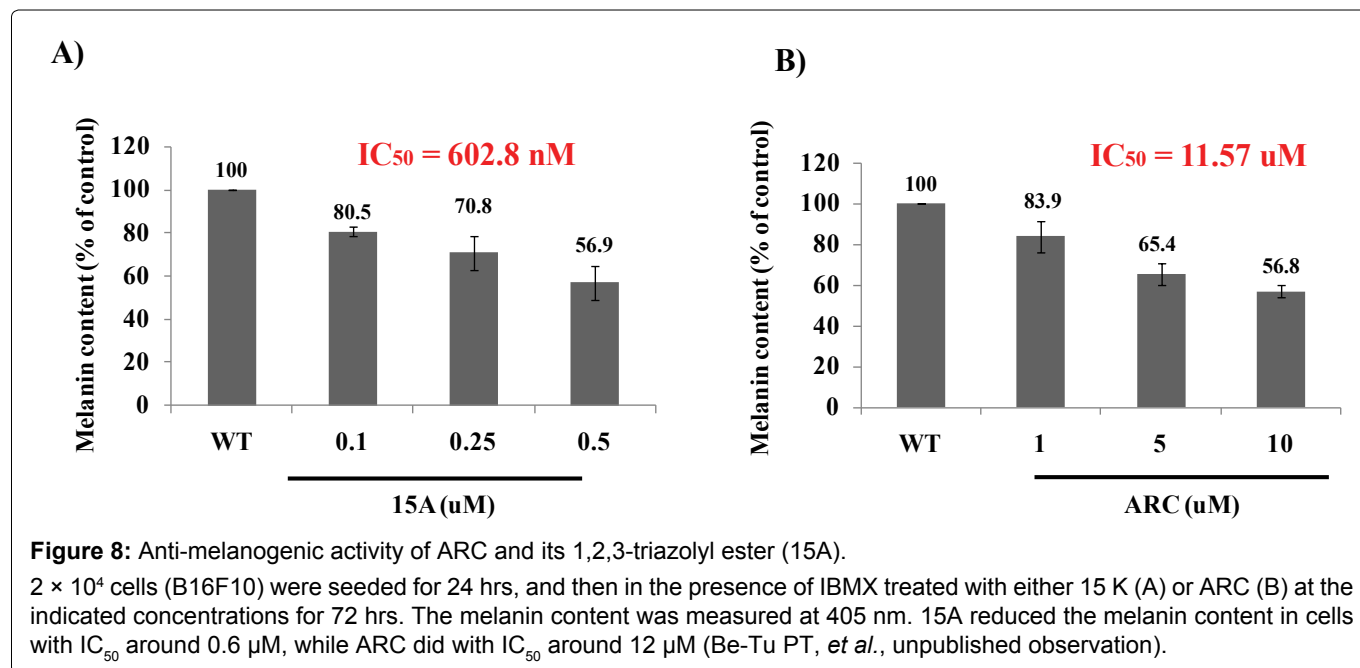 A)
Melanin content (% of control)
120
100
80
60
40
20
0
IC₅₀ = 602.8 nM
100
80.5
70.8
56.9
WT
0.1
0.25
0.5
15A (uM)
B)
Melanin content (% of control)
120
100
80
60
40
20
0
IC₅₀ = 11.57 uM
100
83.9
65.4
56.8
WT
1
5
10
ARC (uM)
Figure 8: Anti-melanogenic activity of ARC and its 1,2,3-triazolyl ester (15A).
2 × 10⁴ cells (B16F10) were seeded for 24 hrs, and then in the presence of IBMX treated with either 15 K (A) or ARC (B) at the
indicated concentrations for 72 hrs. The melanin content was measured at 405 nm. 15A reduced the melanin content in cells
with IC₅₀ around 0.6 µM, while ARC did with IC₅₀ around 12 µM (Be-Tu PT, et al., unpublished observation).